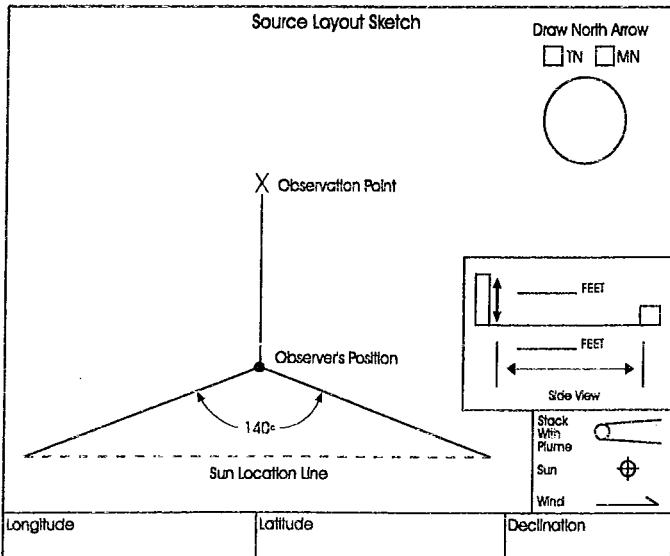 Source Layout Sketch
Draw North Arrow
TN MN
X Observation Point
FEET
Observer's Position
FEET
Side View
140°
Stack
With
Plume
Sun Location Line
Sun
Wind
Longitude
Latitude
Declination